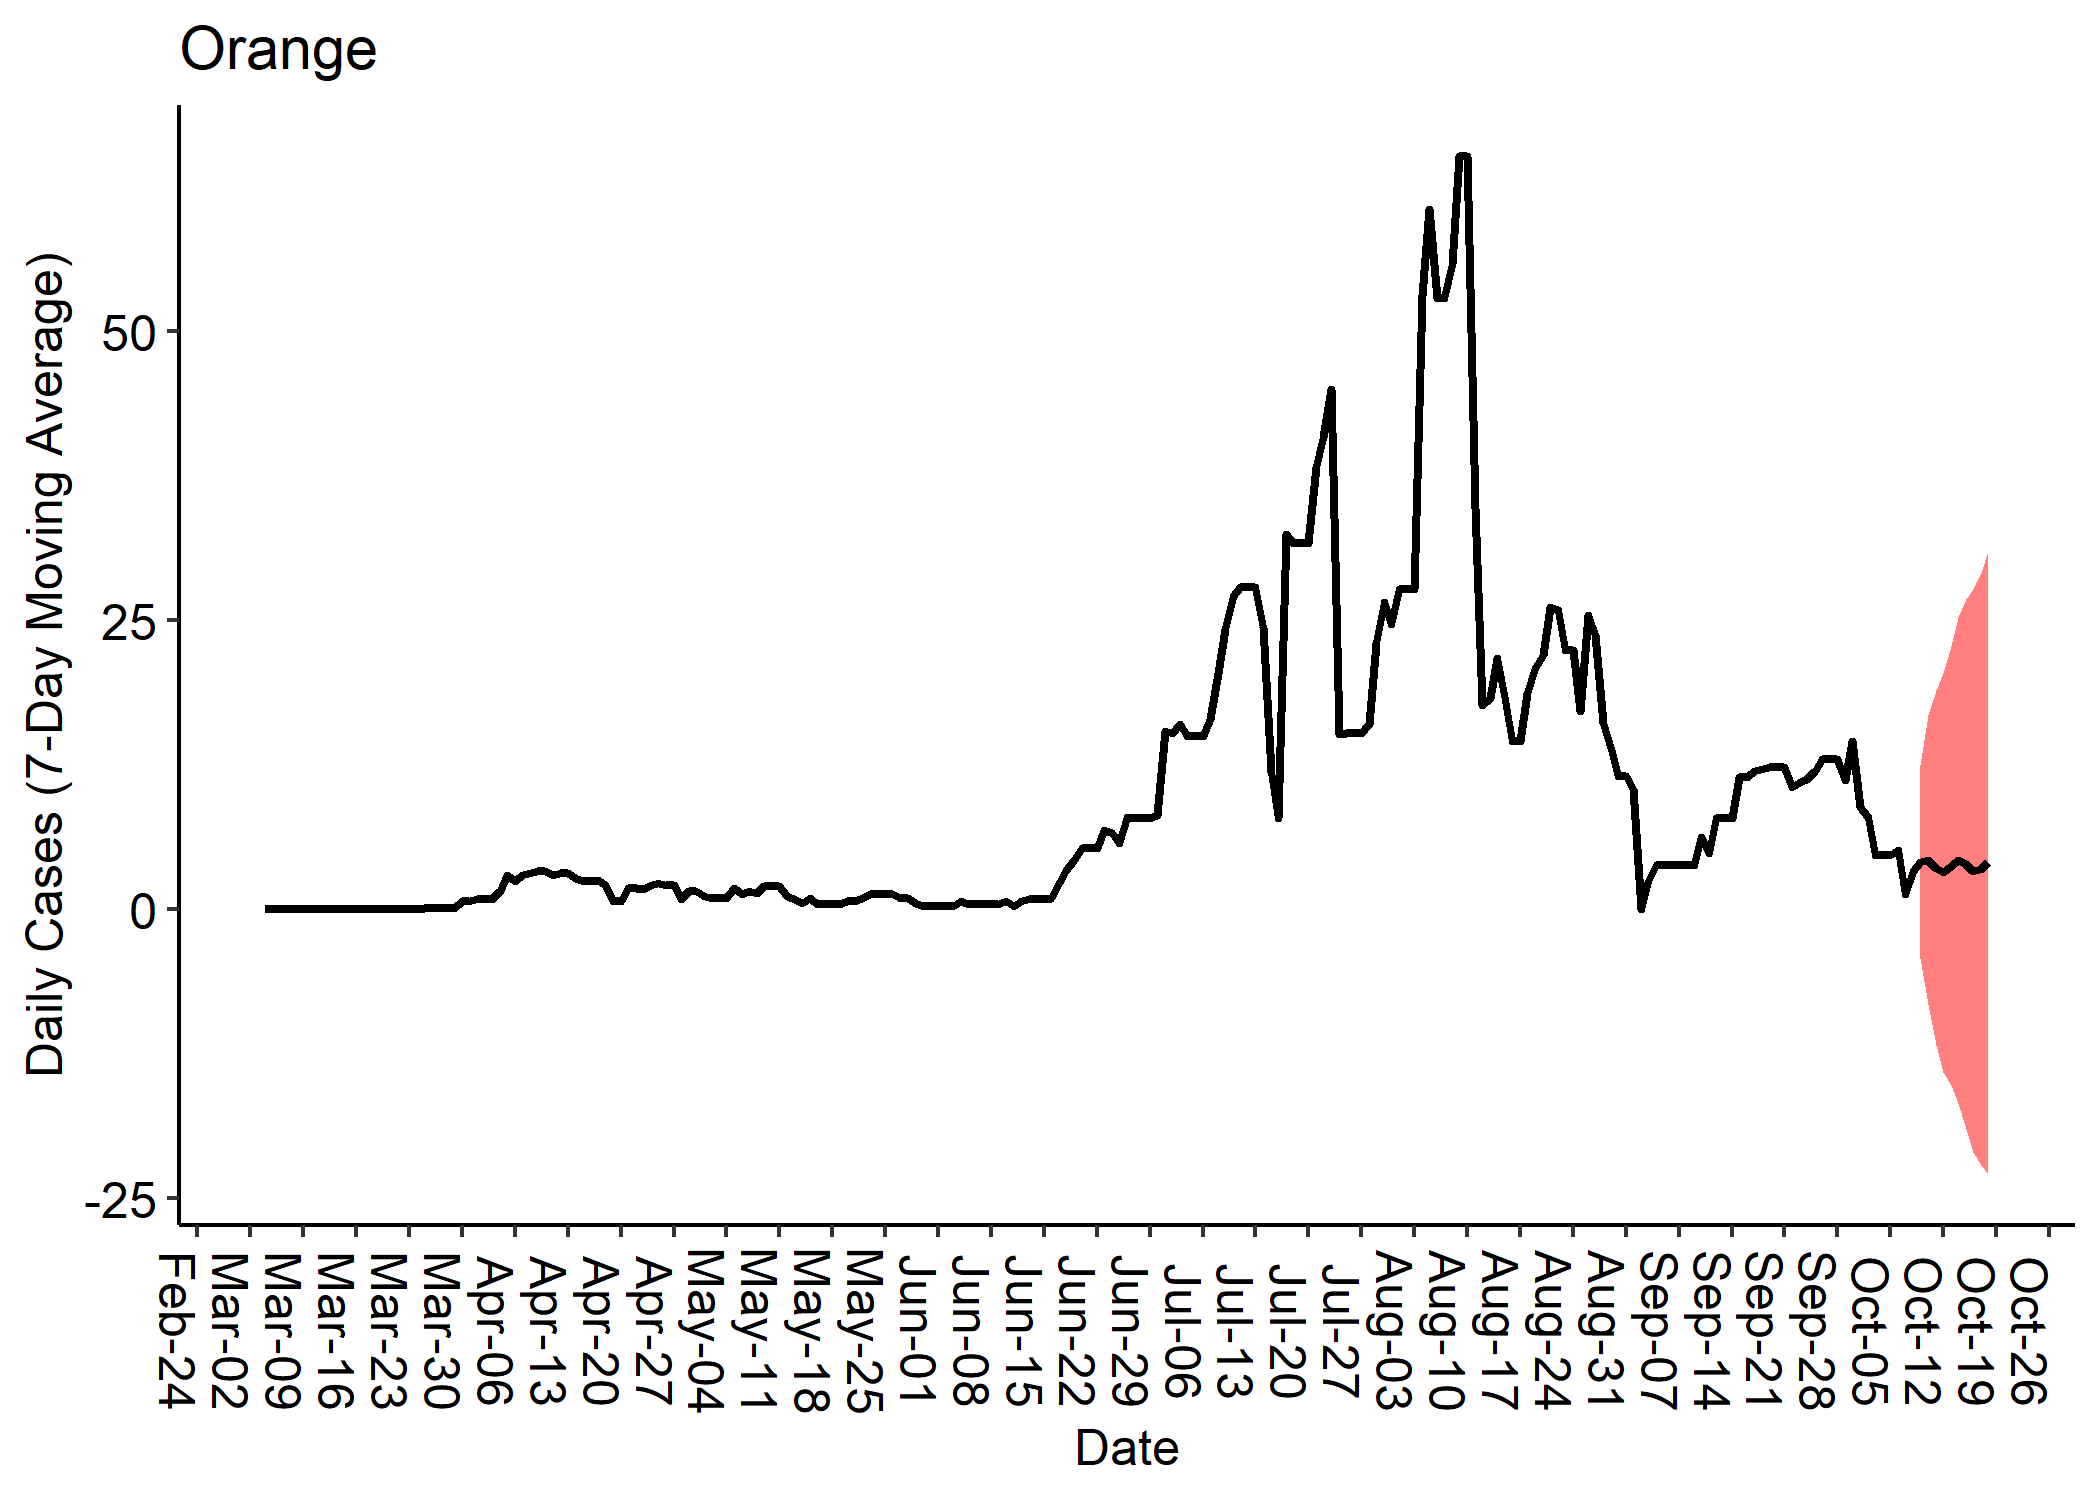 Orange
Daily Cases (7-Day Moving Average)
50
25
0
-25
Feb-24
Mar-02
Mar-09
Mar-16
Mar-23
Mar-30
Apr-06
Apr-13
Apr-20
Apr-27
May-04
May-11
May-18
May-25
Jun-01
Jun-08
Jun-15
Jun-22
Jun-29
Jul-06
Jul-13
Jul-20
Jul-27
Aug-03
Aug-10
Aug-17
Aug-24
Aug-31
Sep-07
Sep-14
Sep-21
Sep-28
Oct-05
Oct-12
Oct-19
Oct-26
Date